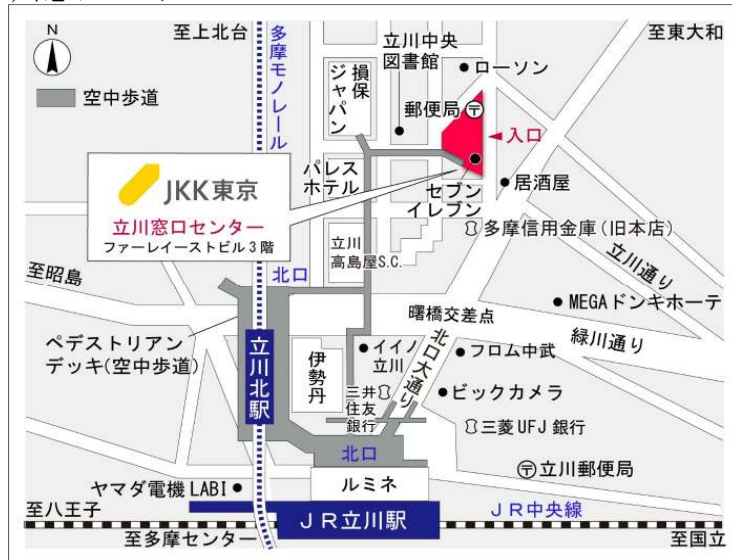 N
至上北台
多摩モノレール
空中歩道
損保
ジャパン
立川中央
図書館
ローソン
至東大和
郵便局
入口
パレス
ホテル
JKK東京
立川窓口センター
ファーレイーストビル3階
セブン
イレブン
居酒屋
多摩信用金庫(旧本店)
立川
高島屋S.C.
立川通り
至昭島
北口
MEGAドンキホーテ
曙橋交差点
緑川通り
ペデストリアン
デッキ(空中歩道)
立川北駅
伊勢丹
イイノ
立川
北口大通り
フロム中武
三井
住友
銀行
ビックカメラ
三菱UFJ銀行
北口
立川郵便局
ヤマダ電機LABI
ルミネ
至八王子
JR立川駅
JR中央線
至多摩センター
至国立